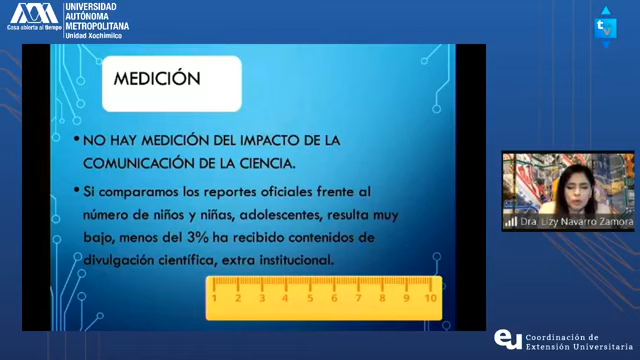 UNIVERSIDAD
AUTÓNOMA
METROPOLITANA
Casa abierta al tiempo
Unidad Xochimilco
tv
MEDICIÓN
• NO HAY MEDICIÓN DEL IMPACTO DE LA
COMUNICACIÓN DE LA CIENCIA.
• Si comparamos los reportes oficiales frente al
número de niños y niñas, adolescentes, resulta muy
bajo, menos del 3% ha recibido contenidos de
divulgación científica, extra institucional.
1 2 3 4 5 6 7 8 9 10
Dra. Lizy Navarro Zamora
eu Coordinación de
Extensión Universitaria